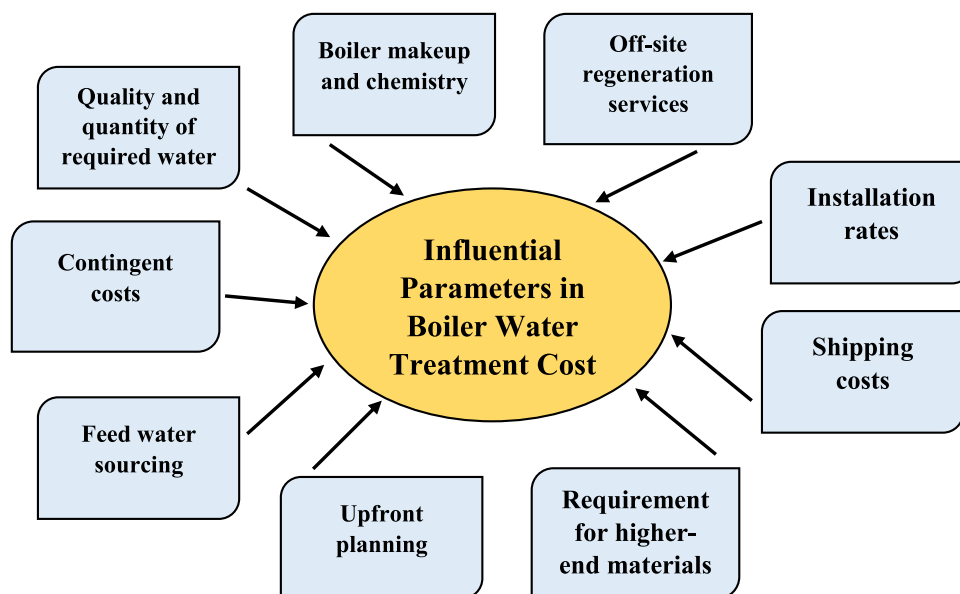 Boiler makeup
and chemistry
Off-site
regeneration
services
Quality and
quantity of
required water
Installation
rates
Contingent
costs
Influential
Parameters in
Boiler Water
Treatment Cost
Shipping
costs
Feed water
sourcing
Upfront
planning
Requirement
for higher-
end materials